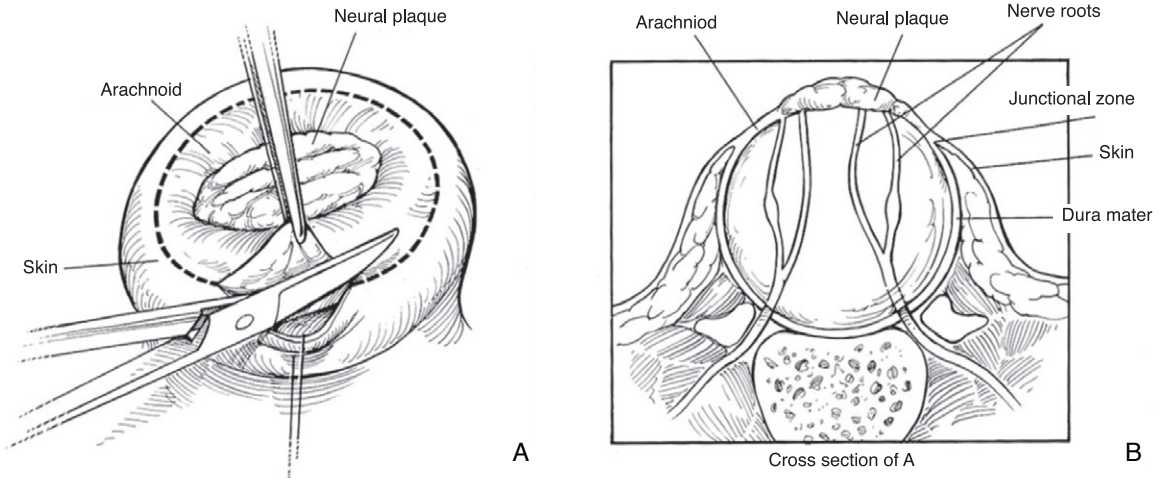 Neural plaque
Arachnoid
Skin
A
Arachniod
Neural plaque
Nerve roots
Junctional zone
Skin
Dura mater
Cross section of A
B